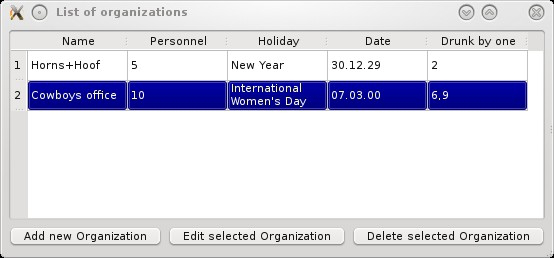 List of organizations
Name Personnel Holiday Date Drunk by one
1 Horns+Hoof 5 New Year 30.12.29 2
2 Cowboys office 10 International Women's Day 07.03.00 6,9
Add new Organization Edit selected Organization Delete selected Organization